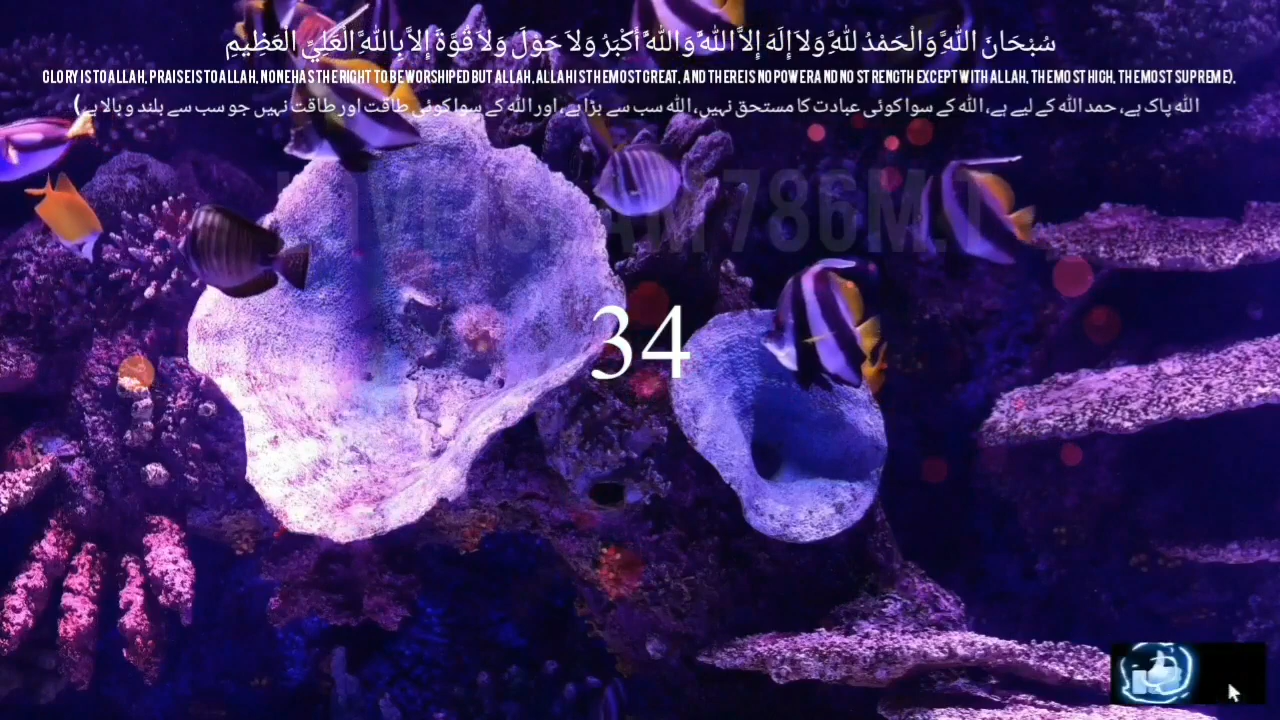 سُبْحَانَ اللّٰهِ وَالْحَمْدُ لِلّٰهِ وَلاَ إِلٰهَ إِلاَّ اللّٰهُ وَاللّٰهُ أَكْبَرُ وَلاَ حَوْلَ وَلاَ قُوَّةَ إِلاَّ بِاللّٰهِ الْعَلِيِّ الْعَظِيْمِ
GLORY IS TO ALLAH, PRAISE IS TO ALLAH, NONE HAS THE RIGHT TO BE WORSHIPED BUT ALLAH, ALLAH IS THE MOST GREAT, AND THERE IS NO POWER AND NO STRENGTH EXCEPT WITH ALLAH, THE MOST HIGH, THE MOST SUPREME).
اللہ پاک ہے، حمد اللہ کے لیے ہے، اللہ کے سوا کوئی عبادت کا مستحق نہیں، اللہ سب سے بڑا ہے، اور اللہ کے سوا کوئی طاقت اور طاقت نہیں جو سب سے بلند و بالا ہے)
LOVE ISLAM 786 M.T
34